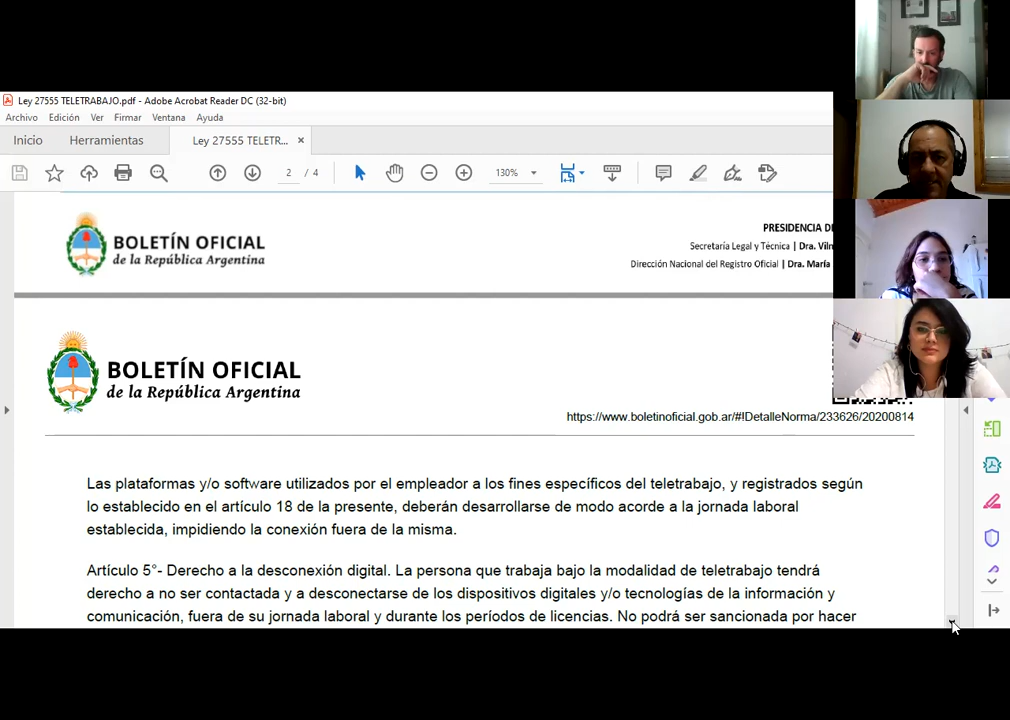 Ley 27555 TELETRABAJO.pdf - Adobe Acrobat Reader DC (32-bit)
Archivo Edición Ver Firmar Ventana Ayuda
Inicio Herramientas Ley 27555 TELETR... ×
2 / 4 130%
BOLETÍN OFICIAL
de la República Argentina
PRESIDENCIA DE
Secretaría Legal y Técnica | Dra. Viln
Dirección Nacional del Registro Oficial | Dra. María
BOLETÍN OFICIAL
de la República Argentina
https://www.boletinoficial.gob.ar/#!DetalleNorma/233626/20200814
Las plataformas y/o software utilizados por el empleador a los fines específicos del teletrabajo, y registrados según
lo establecido en el artículo 18 de la presente, deberán desarrollarse de modo acorde a la jornada laboral
establecida, impidiendo la conexión fuera de la misma.
Artículo 5°- Derecho a la desconexión digital. La persona que trabaja bajo la modalidad de teletrabajo tendrá
derecho a no ser contactada y a desconectarse de los dispositivos digitales y/o tecnologías de la información y
comunicación, fuera de su jornada laboral y durante los períodos de licencias. No podrá ser sancionada por hacer